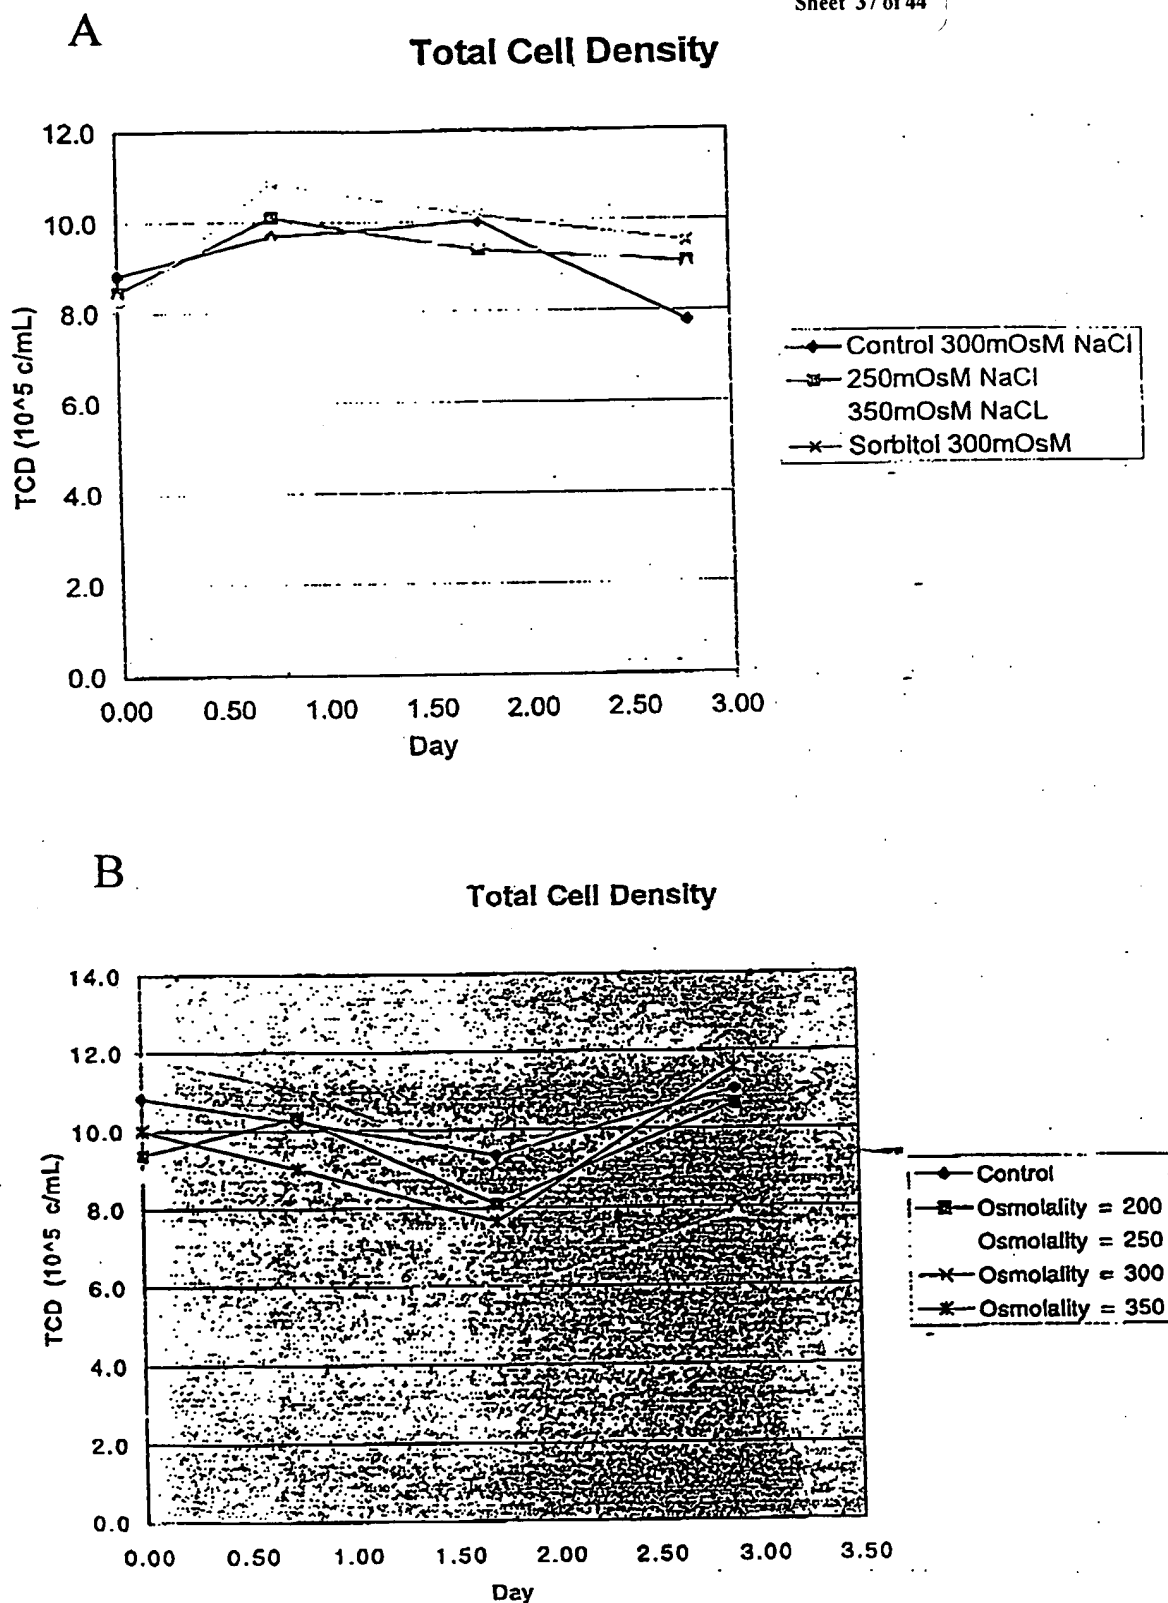 Sheet 37 of 44
A
Total Cell Density
12.0
10.0
8.0
6.0
4.0
2.0
0.0
TCD (10^5 c/mL)
0.00 0.50 1.00 1.50 2.00 2.50 3.00
Day
Control 300mOsM NaCl
250mOsM NaCl
350mOsM NaCL
Sorbitol 300mOsM
B
Total Cell Density
14.0
12.0
10.0
8.0
6.0
4.0
2.0
0.0
TCD (10^5 c/mL)
0.00 0.50 1.00 1.50 2.00 2.50 3.00 3.50
Day
Control
Osmolality = 200
Osmolality = 250
Osmolality = 300
Osmolality = 350